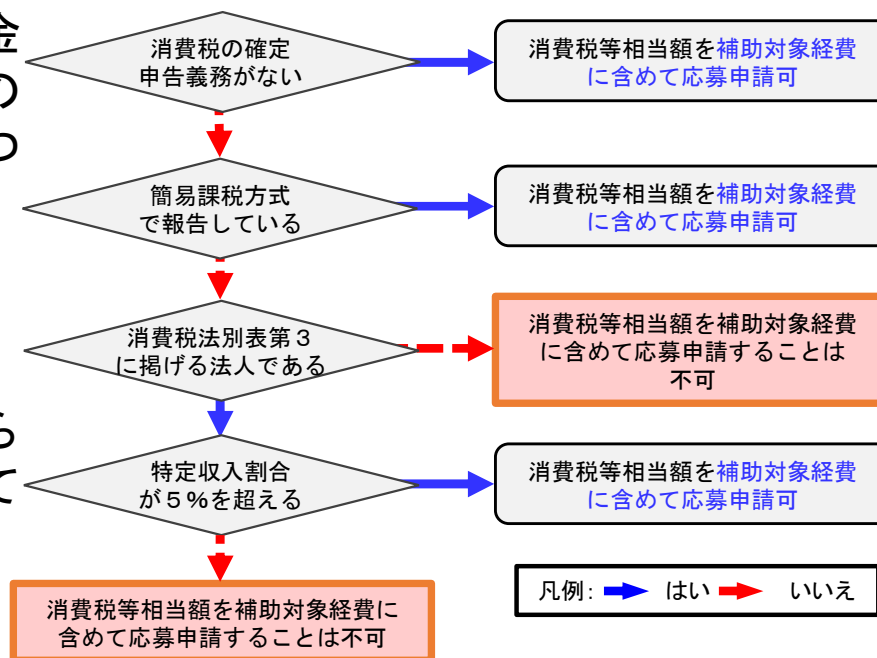 金
の
つ
ら
て
消費税の確定
申告義務がない
消費税等相当額を補助対象経費
に含めて応募申請可
簡易課税方式
で報告している
消費税等相当額を補助対象経費
に含めて応募申請可
消費税法別表第３
に掲げる法人である
消費税等相当額を補助対象経費
に含めて応募申請することは
不可
特定収入割合
が５％を超える
消費税等相当額を補助対象経費
に含めて応募申請可
消費税等相当額を補助対象経費に
含めて応募申請することは不可
凡例: はい いいえ